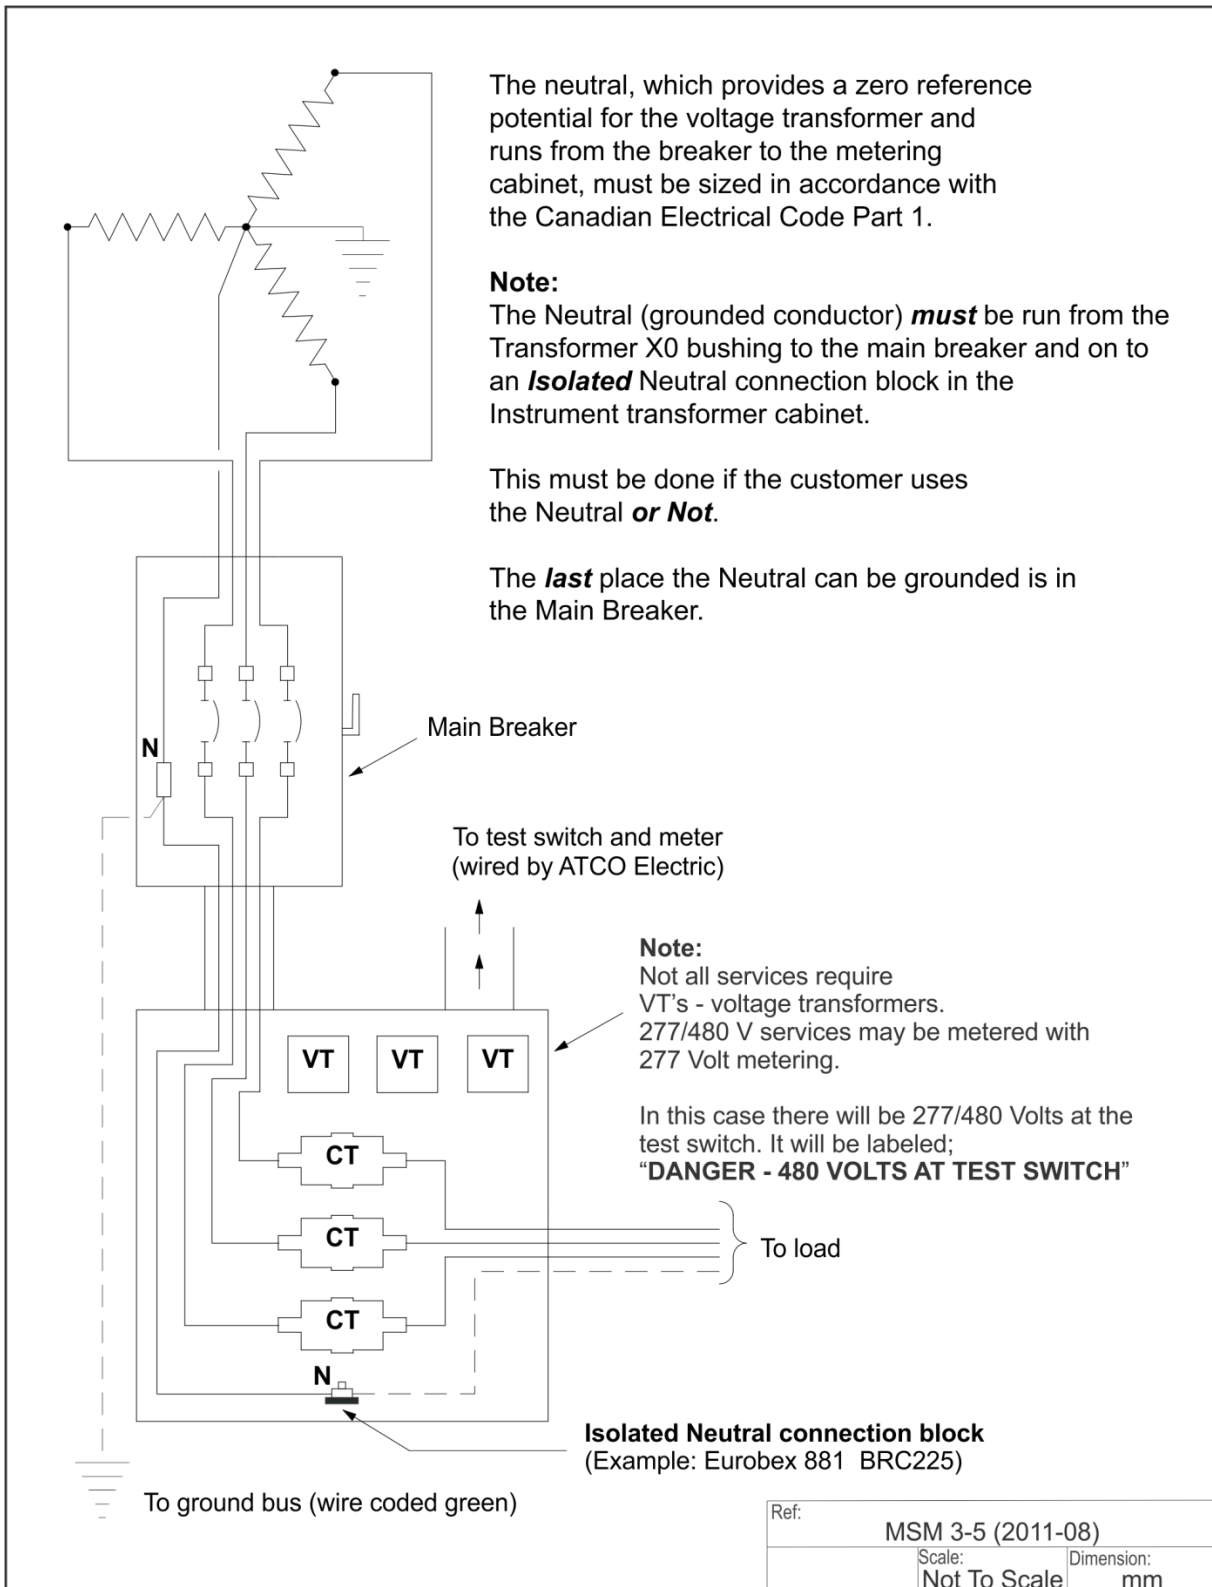 The neutral, which provides a zero reference
potential for the voltage transformer and
runs from the breaker to the metering
cabinet, must be sized in accordance with
the Canadian Electrical Code Part 1.
Note:
The Neutral (grounded conductor) must be run from the
Transformer X0 bushing to the main breaker and on to
an Isolated Neutral connection block in the
Instrument transformer cabinet.
This must be done if the customer uses
the Neutral or Not.
The last place the Neutral can be grounded is in
the Main Breaker.
N
Main Breaker
To test switch and meter
(wired by ATCO Electric)
Note:
Not all services require
VT's - voltage transformers.
277/480 V services may be metered with
277 Volt metering.
In this case there will be 277/480 Volts at the
test switch. It will be labeled;
“DANGER - 480 VOLTS AT TEST SWITCH”
VT VT VT
CT
CT
CT
To load
N
Isolated Neutral connection block
(Example: Eurobex 881 BRC225)
To ground bus (wire coded green)
Ref:
MSM 3-5 (2011-08)
Scale:
Not To Scale
Dimension:
mm